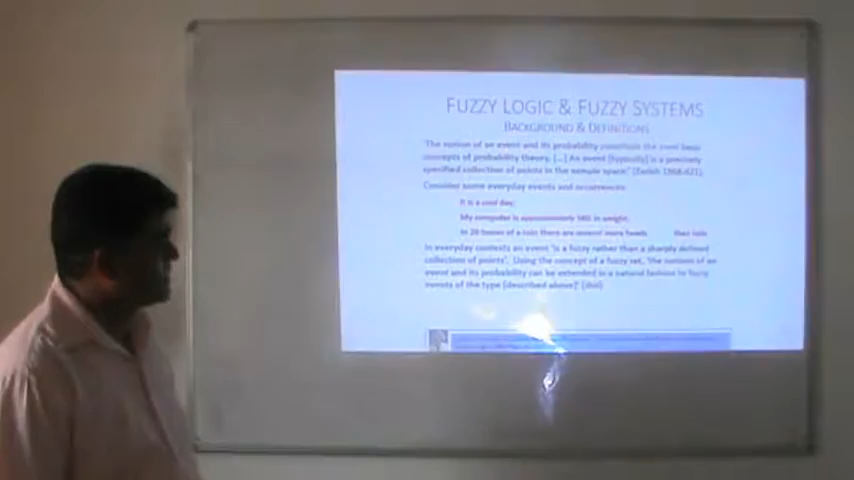 FUZZY LOGIC & FUZZY SYSTEMS
BACKGROUND & DEFINITIONS
'The notion of an event and its probability constitute the most basic
concepts of probability theory. [...] An event [typically] is a precisely
specified collection of points in the sample space.' (Zadeh 1968:421).
Consider some everyday events and occurrences:
It is a cool day;
My computer is approximately 5KG in weight;
In 20 tosses of a coin there are several more heads than tails
In everyday contexts an event 'is a fuzzy rather than a sharply defined
collection of points'. Using the concept of a fuzzy set, 'the notions of an
event and its probability can be extended in a natural fashion to fuzzy
events of the type [described above]' (ibid)